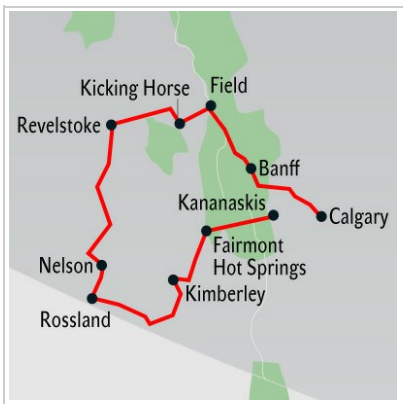 Kicking Horse
Field
Revelstoke
Banff
Kananaskis
Calgary
Fairmont
Hot Springs
Nelson
Kimberley
Rossland